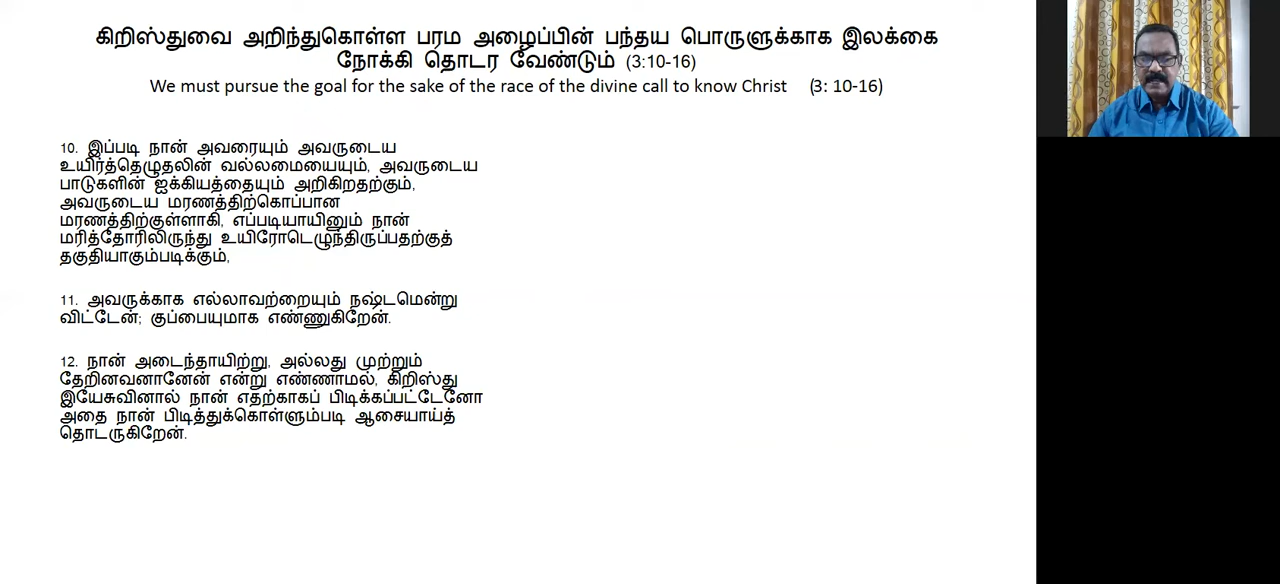 கிறிஸ்துவை அறிந்துகொள்ள பரம அழைப்பின் பந்தய பொருளுக்காக இலக்கை
நோக்கி தொடர வேண்டும் (3:10-16)
We must pursue the goal for the sake of the race of the divine call to know Christ (3: 10-16)
10. இப்படி நான் அவரையும் அவருடைய
உயிர்த்தெழுதலின் வல்லமையையும், அவருடைய
பாடுகளின் ஐக்கியத்தையும் அறிகிறதற்கும்,
அவருடைய மரணத்திற்கொப்பான
மரணத்திற்குள்ளாகி, எப்படியாயினும் நான்
மரித்தோரிலிருந்து உயிரோடெழுந்திருப்பதற்குத்
தகுதியாகும்படிக்கும்,
11. அவருக்காக எல்லாவற்றையும் நஷ்டமென்று
விட்டேன்; குப்பையுமாக எண்ணுகிறேன்.
12. நான் அடைந்தாயிற்று, அல்லது முற்றும்
தேறினவனானேன் என்று எண்ணாமல், கிறிஸ்து
இயேசுவினால் நான் எதற்காகப் பிடிக்கப்பட்டேனோ
அதை நான் பிடித்துக்கொள்ளும்படி ஆசையாய்த்
தொடருகிறேன்.